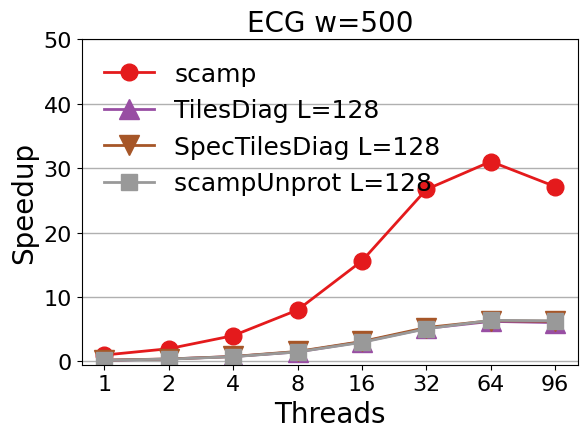 ECG w=500
50
40
30
20
10
0
Speedup
scamp
TilesDiag L=128
SpecTilesDiag L=128
scampUnprot L=128
1 2 4 8 16 32 64 96
Threads